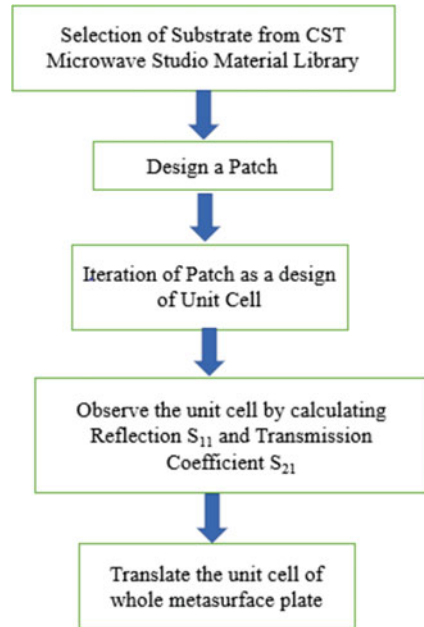 Selection of Substrate from CST
Microwave Studio Material Library
Design a Patch
Iteration of Patch as a design
of Unit Cell
Observe the unit cell by calculating
Reflection S₁₁ and Transmission
Coefficient S₂₁
Translate the unit cell of
whole metasurface plate